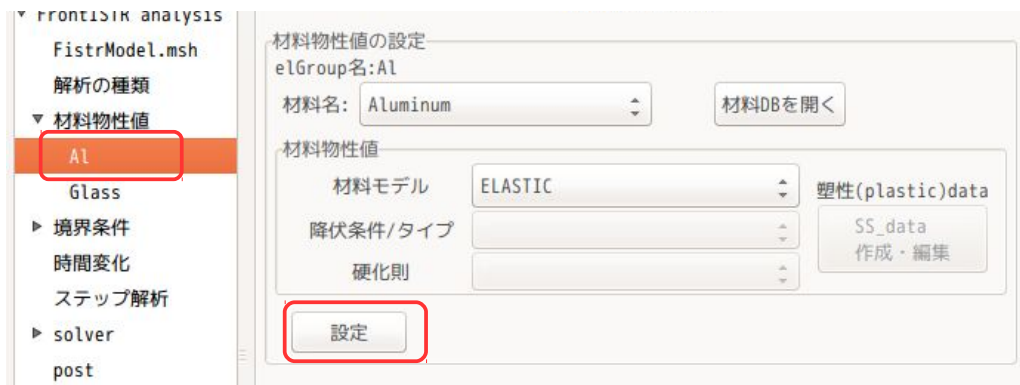 ▼ FrontISTR analysis
FistrModel.msh
解析の種類
▼ 材料物性値
Al
Glass
▶ 境界条件
時間変化
ステップ解析
▶ solver
post
材料物性値の設定
elGroup名:Al
材料名: Aluminum
材料DBを開く
材料物性値
材料モデル ELASTIC
塑性(plastic)data
降伏条件/タイプ
SS_data
作成・編集
硬化則
設定